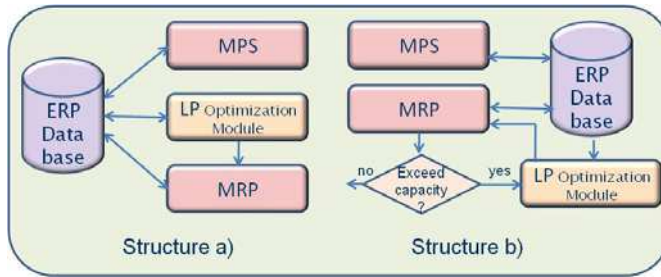 MPS
ERP
Data
base
LP Optimization
Module
MRP
Structure a)
MPS
ERP
Data
base
MRP
no
Exceed
capacity
?
yes
LP Optimization
Module
Structure b)